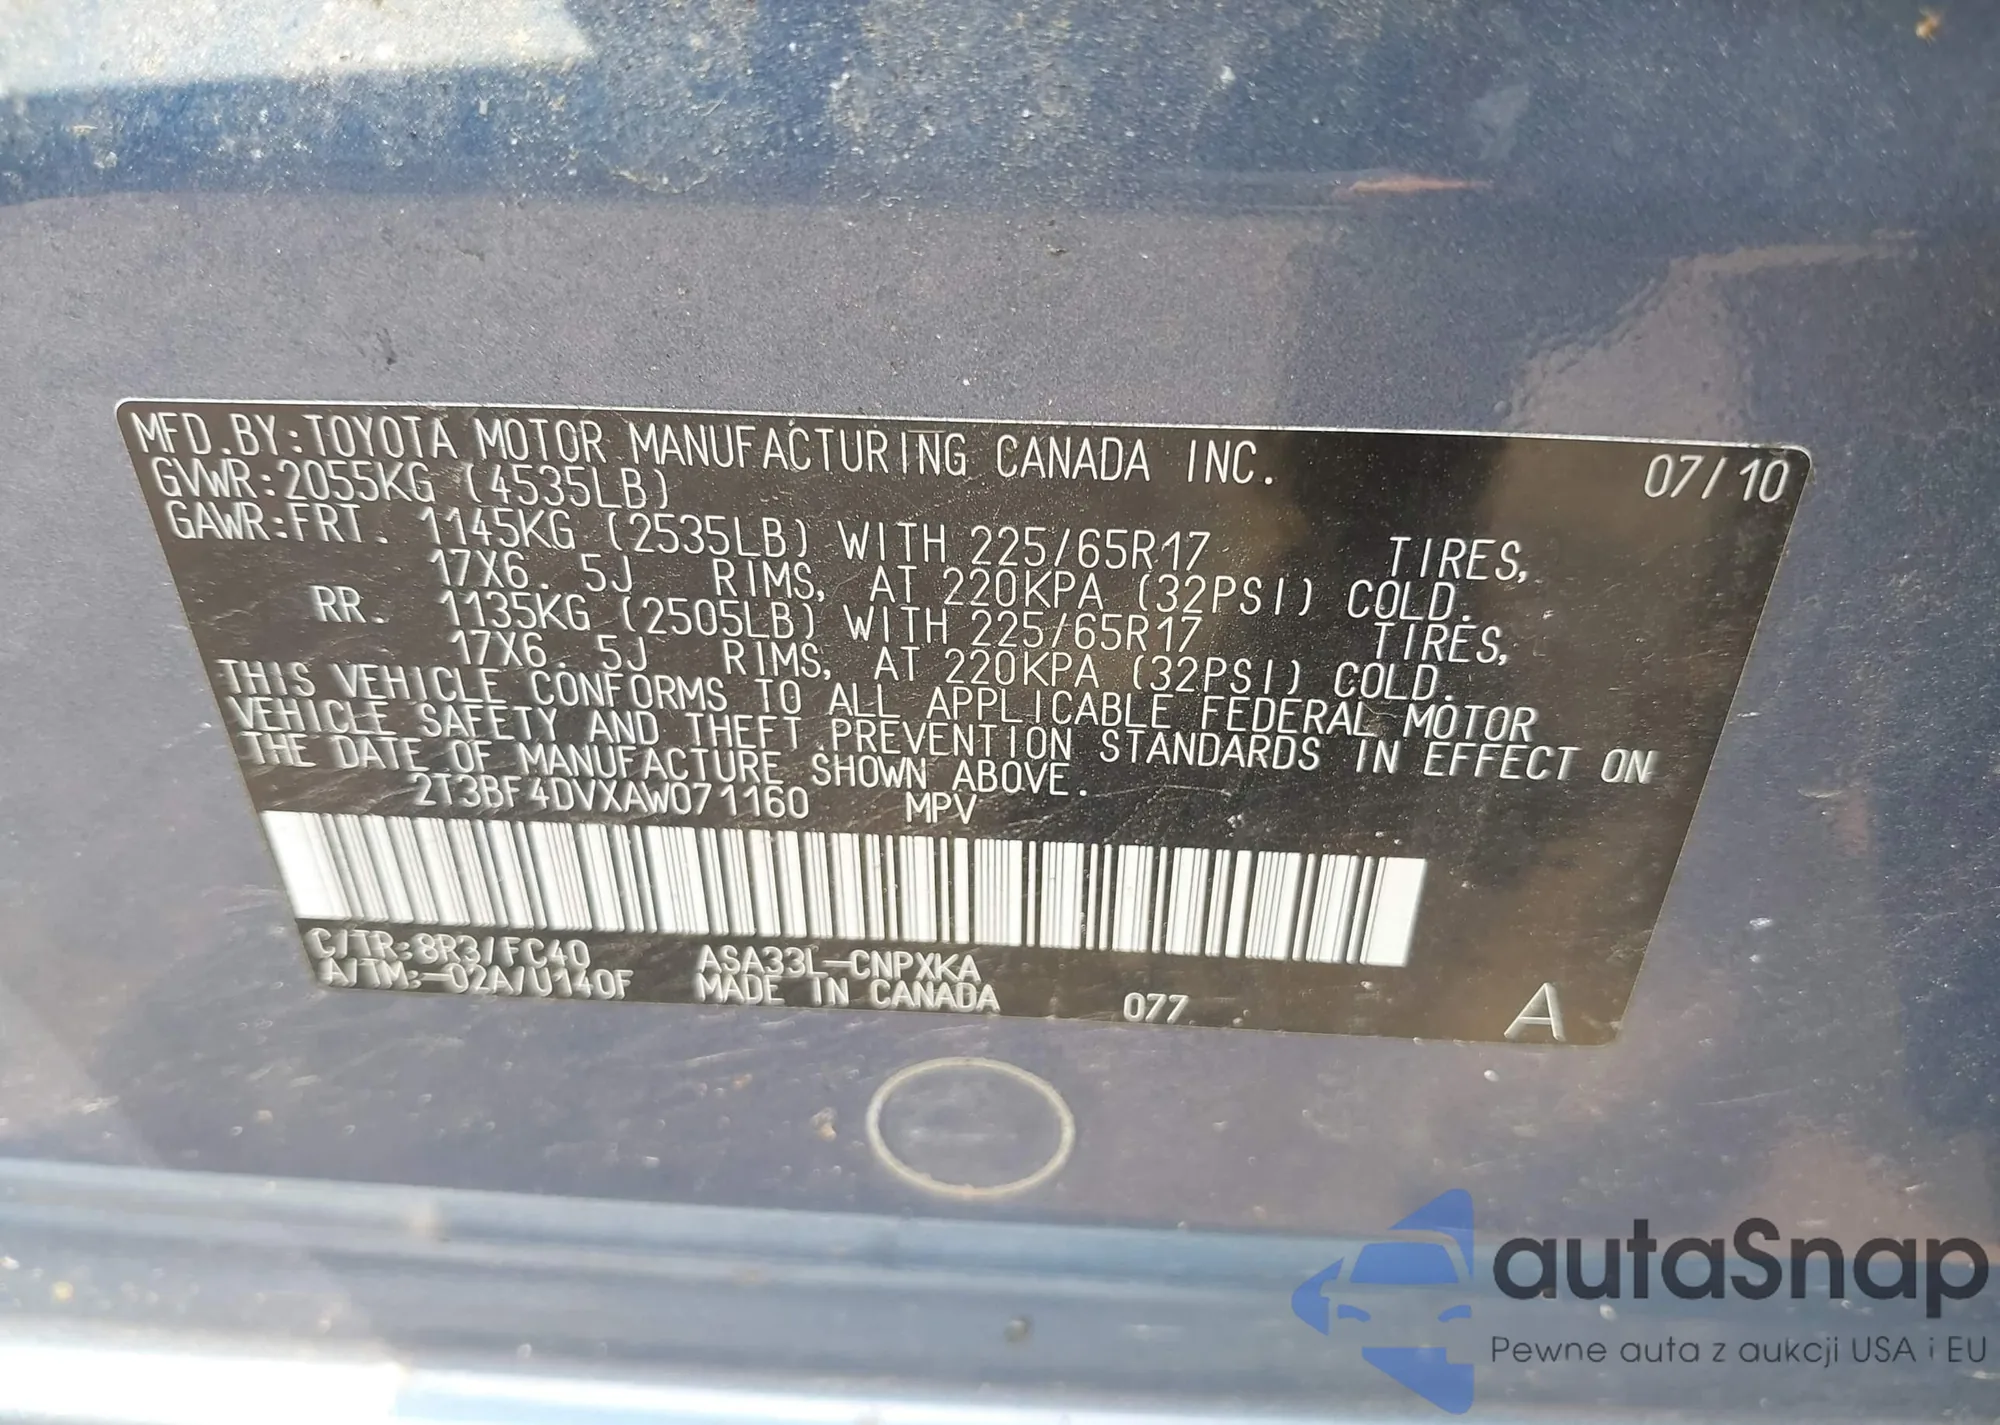 MFD.BY:TOYOTA MOTOR MANUFACTURING CANADA INC. 07/10
GVWR:2055KG (4535LB)
GAWR:FRT. 1145KG (2535LB) WITH 225/65R17 TIRES,
17X6.5J RIMS, AT 220KPA (32PSI) COLD.
RR. 1135KG (2505LB) WITH 225/65R17 TIRES,
17X6.5J RIMS, AT 220KPA (32PSI) COLD.
THIS VEHICLE CONFORMS TO ALL APPLICABLE FEDERAL MOTOR
VEHICLE SAFETY AND THEFT PREVENTION STANDARDS IN EFFECT ON
THE DATE OF MANUFACTURE SHOWN ABOVE.
2T3BF4DVXAW071160 MPV
C/TR:8R3/FC40 ASA33L-CNPXKA
A/TM:-02A/U140F MADE IN CANADA 077 A
autaSnap
Pewne auta z aukcji USA i EU